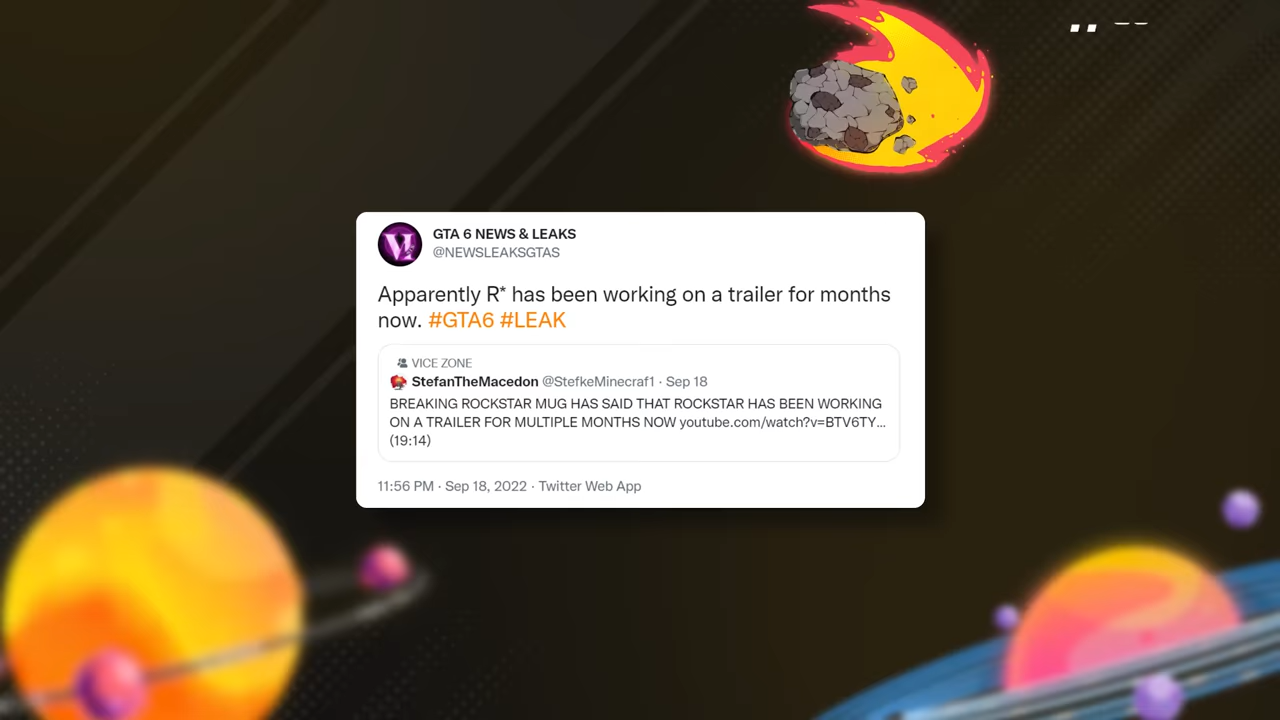 GTA 6 NEWS & LEAKS
@NEWSLEAKSGTAS
Apparently R* has been working on a trailer for months
now. #GTA6 #LEAK
VICE ZONE
StefanTheMacedon @StefkeMinecraf1 · Sep 18
BREAKING ROCKSTAR MUG HAS SAID THAT ROCKSTAR HAS BEEN WORKING
ON A TRAILER FOR MULTIPLE MONTHS NOW youtube.com/watch?v=BTV6TY...
(19:14)
11:56 PM · Sep 18, 2022 · Twitter Web App